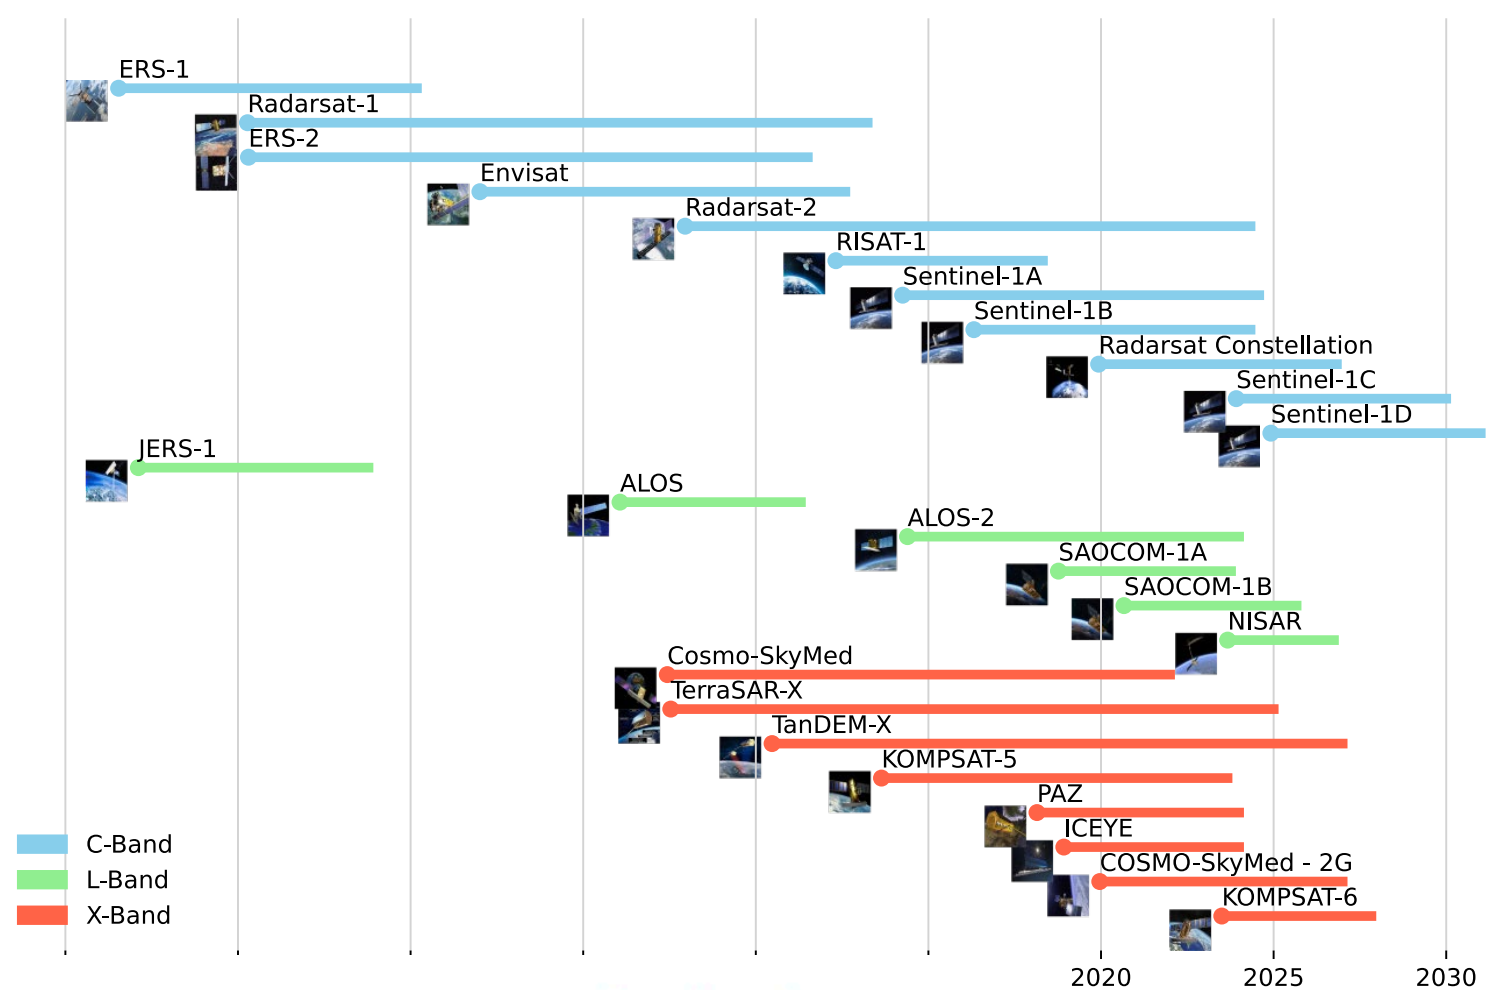 ERS-1
Radarsat-1
ERS-2
Envisat
Radarsat-2
RISAT-1
Sentinel-1A
Sentinel-1B
Radarsat Constellation
Sentinel-1C
Sentinel-1D
JERS-1
ALOS
ALOS-2
SAOCOM-1A
SAOCOM-1B
NISAR
Cosmo-SkyMed
TerraSAR-X
TanDEM-X
KOMPSAT-5
PAZ
ICEYE
COSMO-SkyMed - 2G
KOMPSAT-6
C-Band
L-Band
X-Band
2020 2025 2030